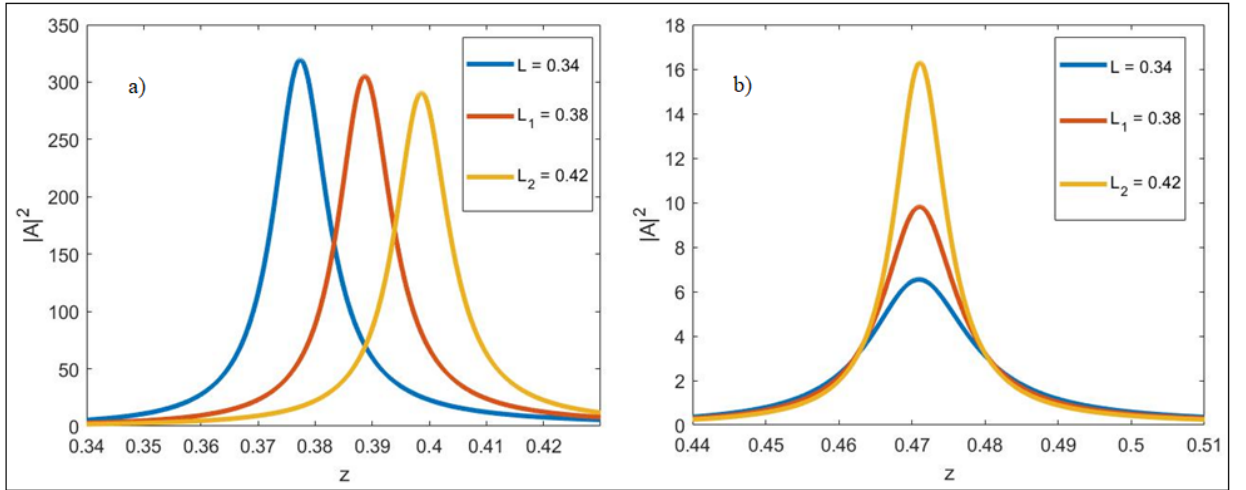 a)
350
300
250
200
150
100
50
0
|A|²
0.34 0.35 0.36 0.37 0.38 0.39 0.4 0.41 0.42
z
L = 0.34
L₁ = 0.38
L₂ = 0.42
b)
18
16
14
12
10
8
6
4
2
0
|A|²
0.44 0.45 0.46 0.47 0.48 0.49 0.5 0.51
z
L = 0.34
L₁ = 0.38
L₂ = 0.42